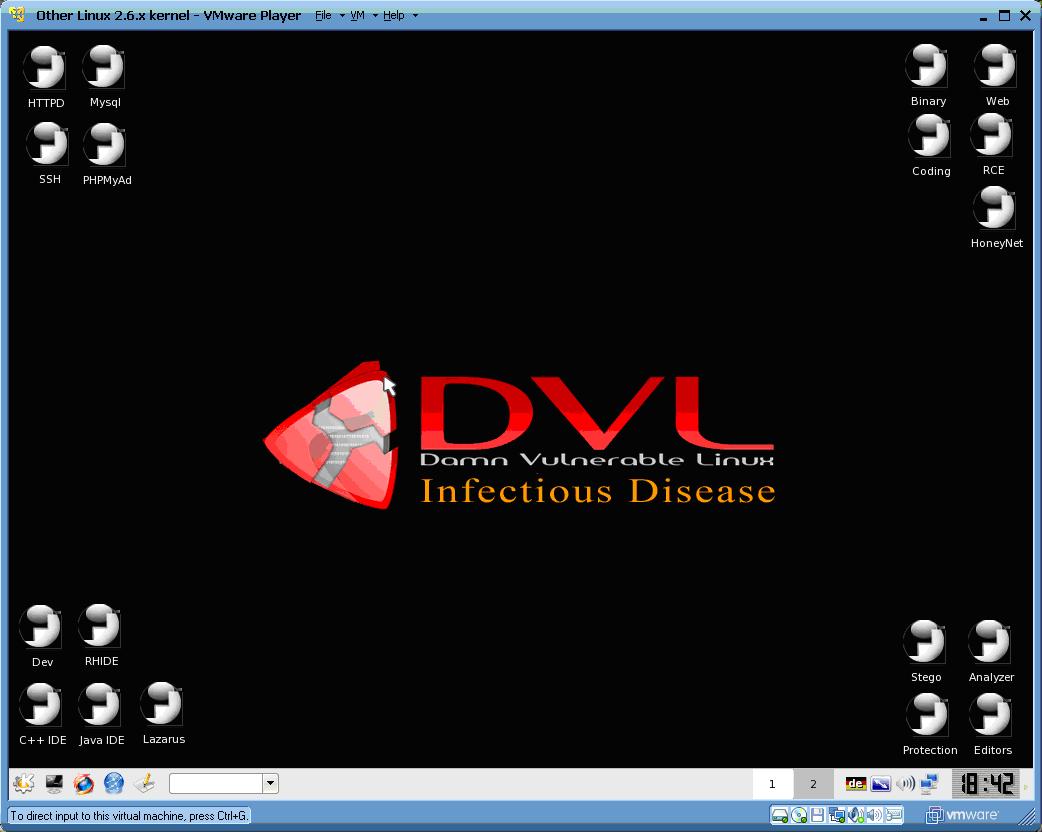 Other Linux 2.6.x kernel - VMware Player File VM Help
HTTPD Mysql
SSH PHPMyAd
Binary Web
Coding RCE
HoneyNet
DVL
Damn Vulnerable Linux
Infectious Disease
Dev RHIDE
C++ IDE Java IDE Lazarus
Stego Analyzer
Protection Editors
1 2 de 18:42
To direct input to this virtual machine, press Ctrl+G.
vmware